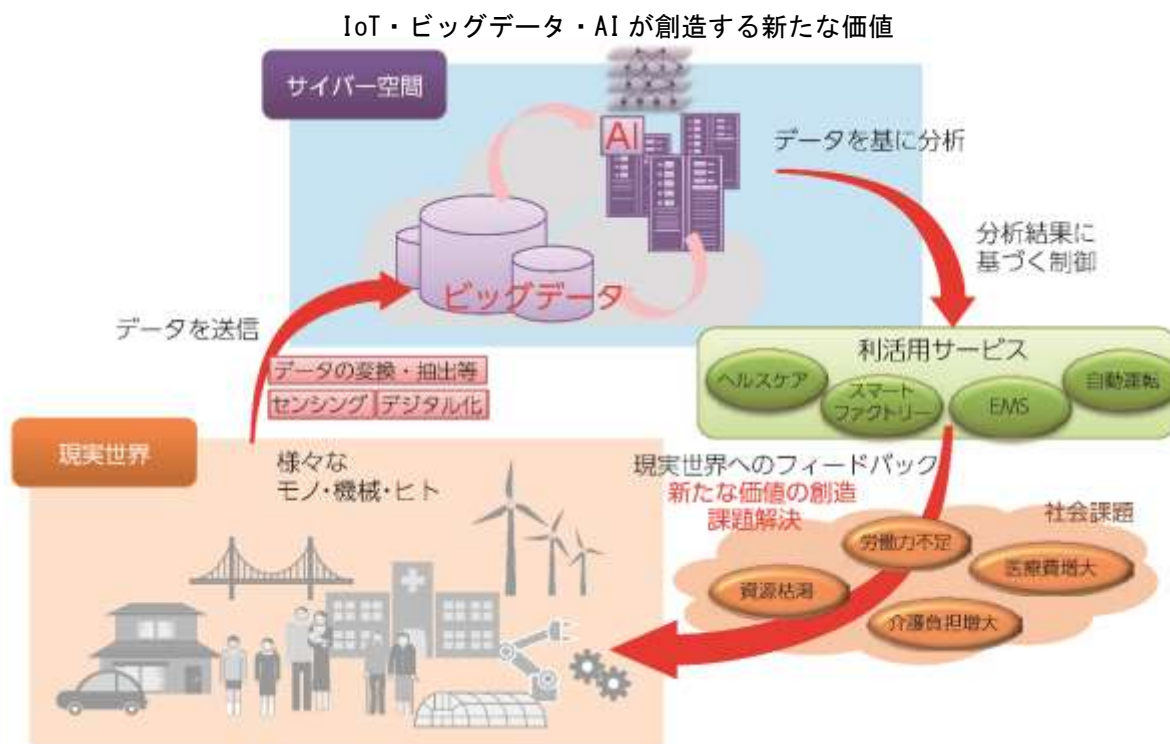 IoT・ビッグデータ・AIが創造する新たな価値
サイバー空間
AI
データを基に分析
分析結果に
基づく制御
ビッグデータ
データを送信
データの変換・抽出等
センシング
デジタル化
利活用サービス
ヘルスケア
スマート
ファクトリー
EMS
自動運転
現実世界
様々な
モノ・機械・ヒト
現実世界へのフィードバック
新たな価値の創造
課題解決
社会課題
労働力不足
医療費増大
資源枯渇
介護負担増大